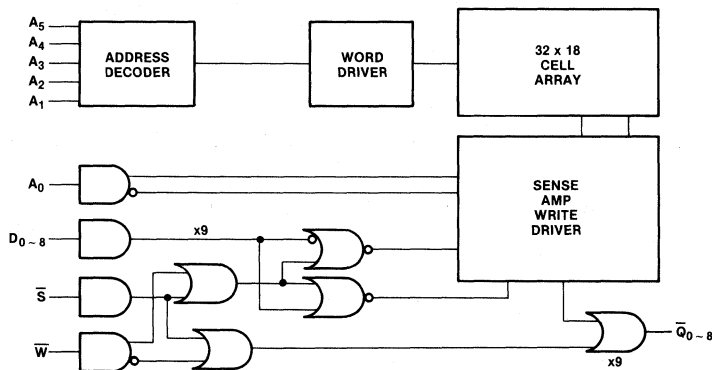 A5
A4
A3
A2
A1
ADDRESS
DECODER
WORD
DRIVER
32 x 18
CELL
ARRAY
A0
SENSE
AMP
WRITE
DRIVER
D0~8
x9
S̅
W̅
Q̅0~8
x9